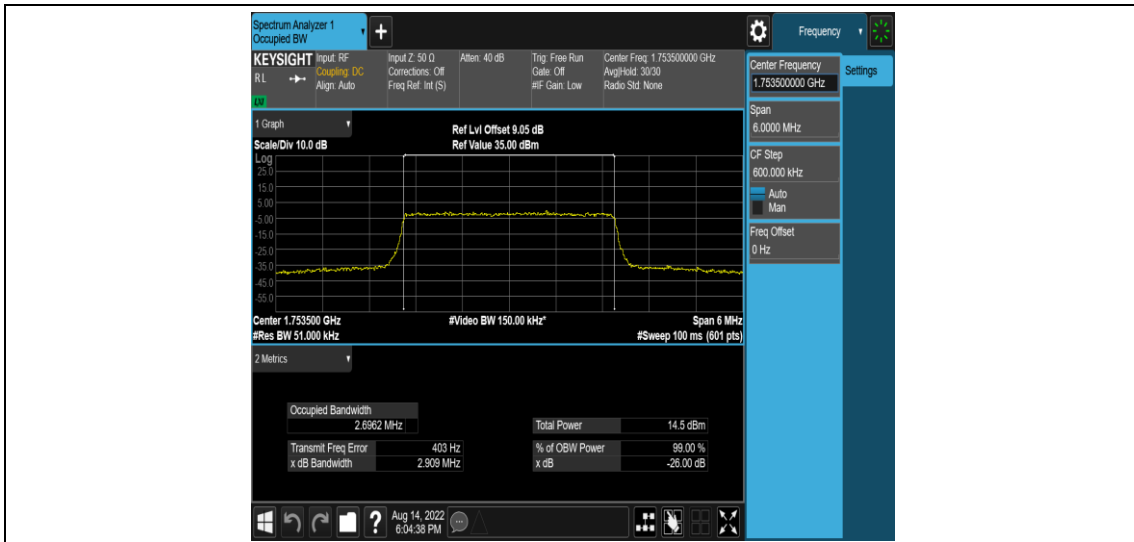 Spectrum Analyzer 1
Occupied BW
+
Frequency
KEYSIGHT
RL
LXI
Input: RF
Coupling: DC
Align: Auto
Input Z: 50 Ω
Corrections: Off
Freq Ref: Int (S)
Atten: 40 dB
Trig: Free Run
Gate: Off
#IF Gain: Low
Center Freq: 1.753500000 GHz
Avg|Hold: 30/30
Radio Std: None
Center Frequency
1.753500000 GHz
Settings
Span
6.0000 MHz
CF Step
600.000 kHz
Auto
Man
Freq Offset
0 Hz
1 Graph
Scale/Div 10.0 dB
Ref Lvl Offset 9.05 dB
Ref Value 35.00 dBm
Log
25.0
15.0
5.00
-5.00
-15.0
-25.0
-35.0
-45.0
-55.0
Center 1.753500 GHz
#Video BW 150.00 kHz*
Span 6 MHz
#Res BW 51.000 kHz
#Sweep 100 ms (601 pts)
2 Metrics
Occupied Bandwidth
2.6962 MHz
Total Power 14.5 dBm
Transmit Freq Error 403 Hz
% of OBW Power 99.00 %
x dB Bandwidth 2.909 MHz
x dB -26.00 dB
?
Aug 14, 2022
6:04:38 PM